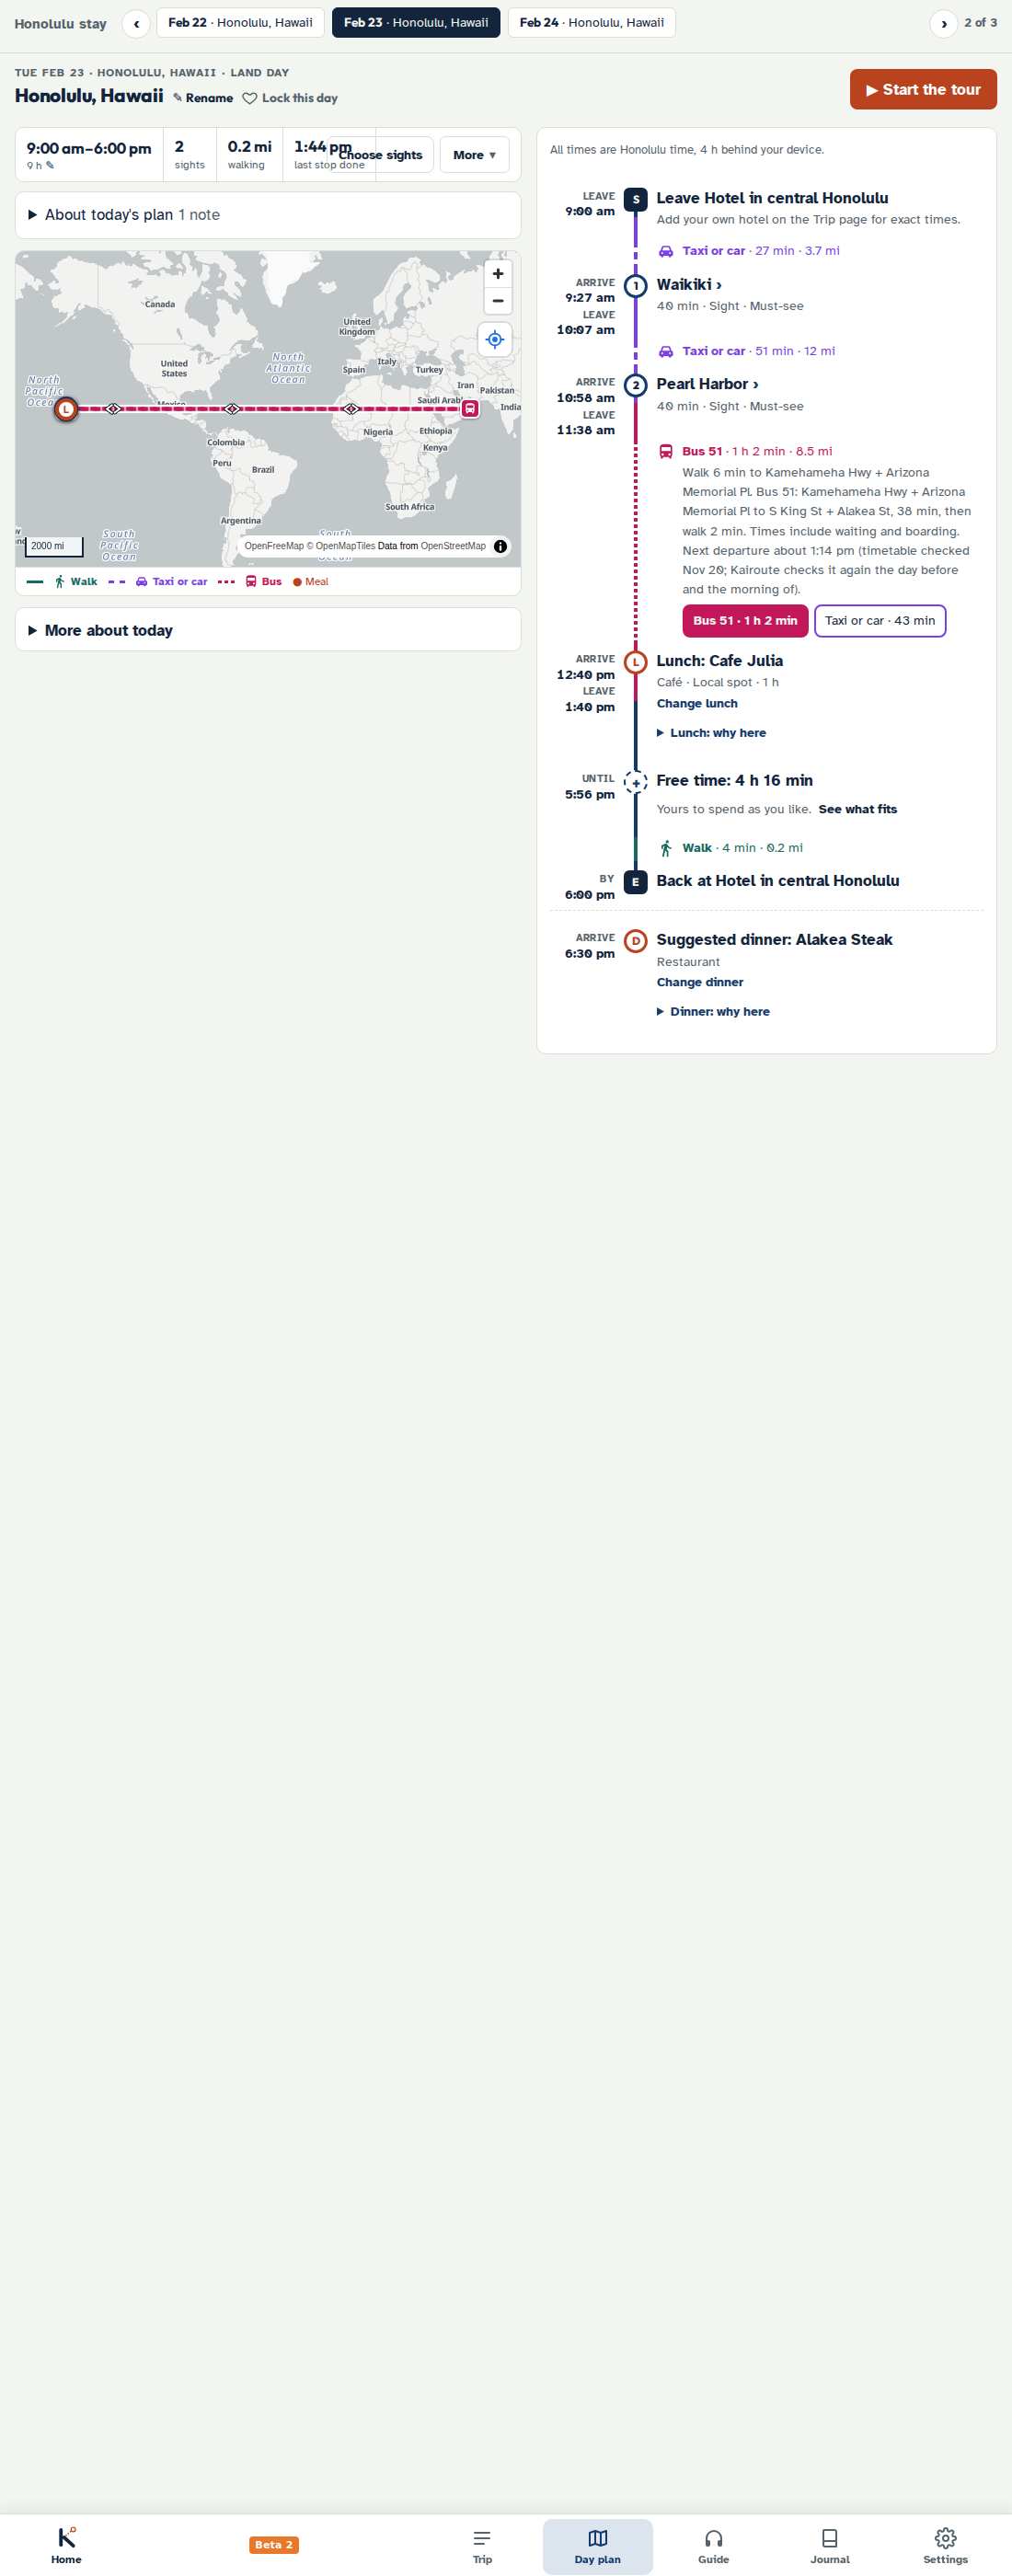 Honolulu stay
‹
Feb 22 · Honolulu, Hawaii
Feb 23 · Honolulu, Hawaii
Feb 24 · Honolulu, Hawaii
›
2 of 3
TUE FEB 23 · HONOLULU, HAWAII · LAND DAY
Honolulu, Hawaii ✎ Rename Lock this day
▶ Start the tour
9:00 am–6:00 pm
9 h ✎
2
sights
0.2 mi
walking
1:44 pm
last stop done
Choose sights
More ▾
▶ About today's plan 1 note
Canada
United
Kingdom
North
Atlantic
Ocean
United
States
Spain
Italy
Turkey
Iran
Pakistan
North
Pacific
Mexico
India
L
Colombia
Nigeria
Ethiopia
Kenya
Peru
Brazil
South Africa
Argentina
South
Pacific
Ocean
South
Ocean
+
−
2000 mi
OpenFreeMap © OpenMapTiles Data from OpenStreetMap
Walk
Taxi or car
Bus
Meal
▶ More about today
All times are Honolulu time, 4 h behind your device.
LEAVE
9:00 am
S
Leave Hotel in central Honolulu
Add your own hotel on the Trip page for exact times.
Taxi or car · 27 min · 3.7 mi
ARRIVE
9:27 am
LEAVE
10:07 am
1
Waikiki ›
40 min · Sight · Must-see
Taxi or car · 51 min · 12 mi
ARRIVE
10:58 am
LEAVE
11:38 am
2
Pearl Harbor ›
40 min · Sight · Must-see
Bus 51 · 1 h 2 min · 8.5 mi
Walk 6 min to Kamehameha Hwy + Arizona
Memorial Pl. Bus 51: Kamehameha Hwy + Arizona
Memorial Pl to S King St + Alakea St, 38 min, then
walk 2 min. Times include waiting and boarding.
Next departure about 1:14 pm (timetable checked
Nov 20; Kairoute checks it again the day before
and the morning of).
Bus 51 · 1 h 2 min
Taxi or car · 43 min
ARRIVE
12:40 pm
LEAVE
1:40 pm
L
Lunch: Cafe Julia
Café · Local spot · 1 h
Change lunch
▶ Lunch: why here
UNTIL
5:56 pm
+
Free time: 4 h 16 min
Yours to spend as you like. See what fits
Walk · 4 min · 0.2 mi
BY
6:00 pm
E
Back at Hotel in central Honolulu
ARRIVE
6:30 pm
D
Suggested dinner: Alakea Steak
Restaurant
Change dinner
▶ Dinner: why here
Home
Beta 2
Trip
Day plan
Guide
Journal
Settings